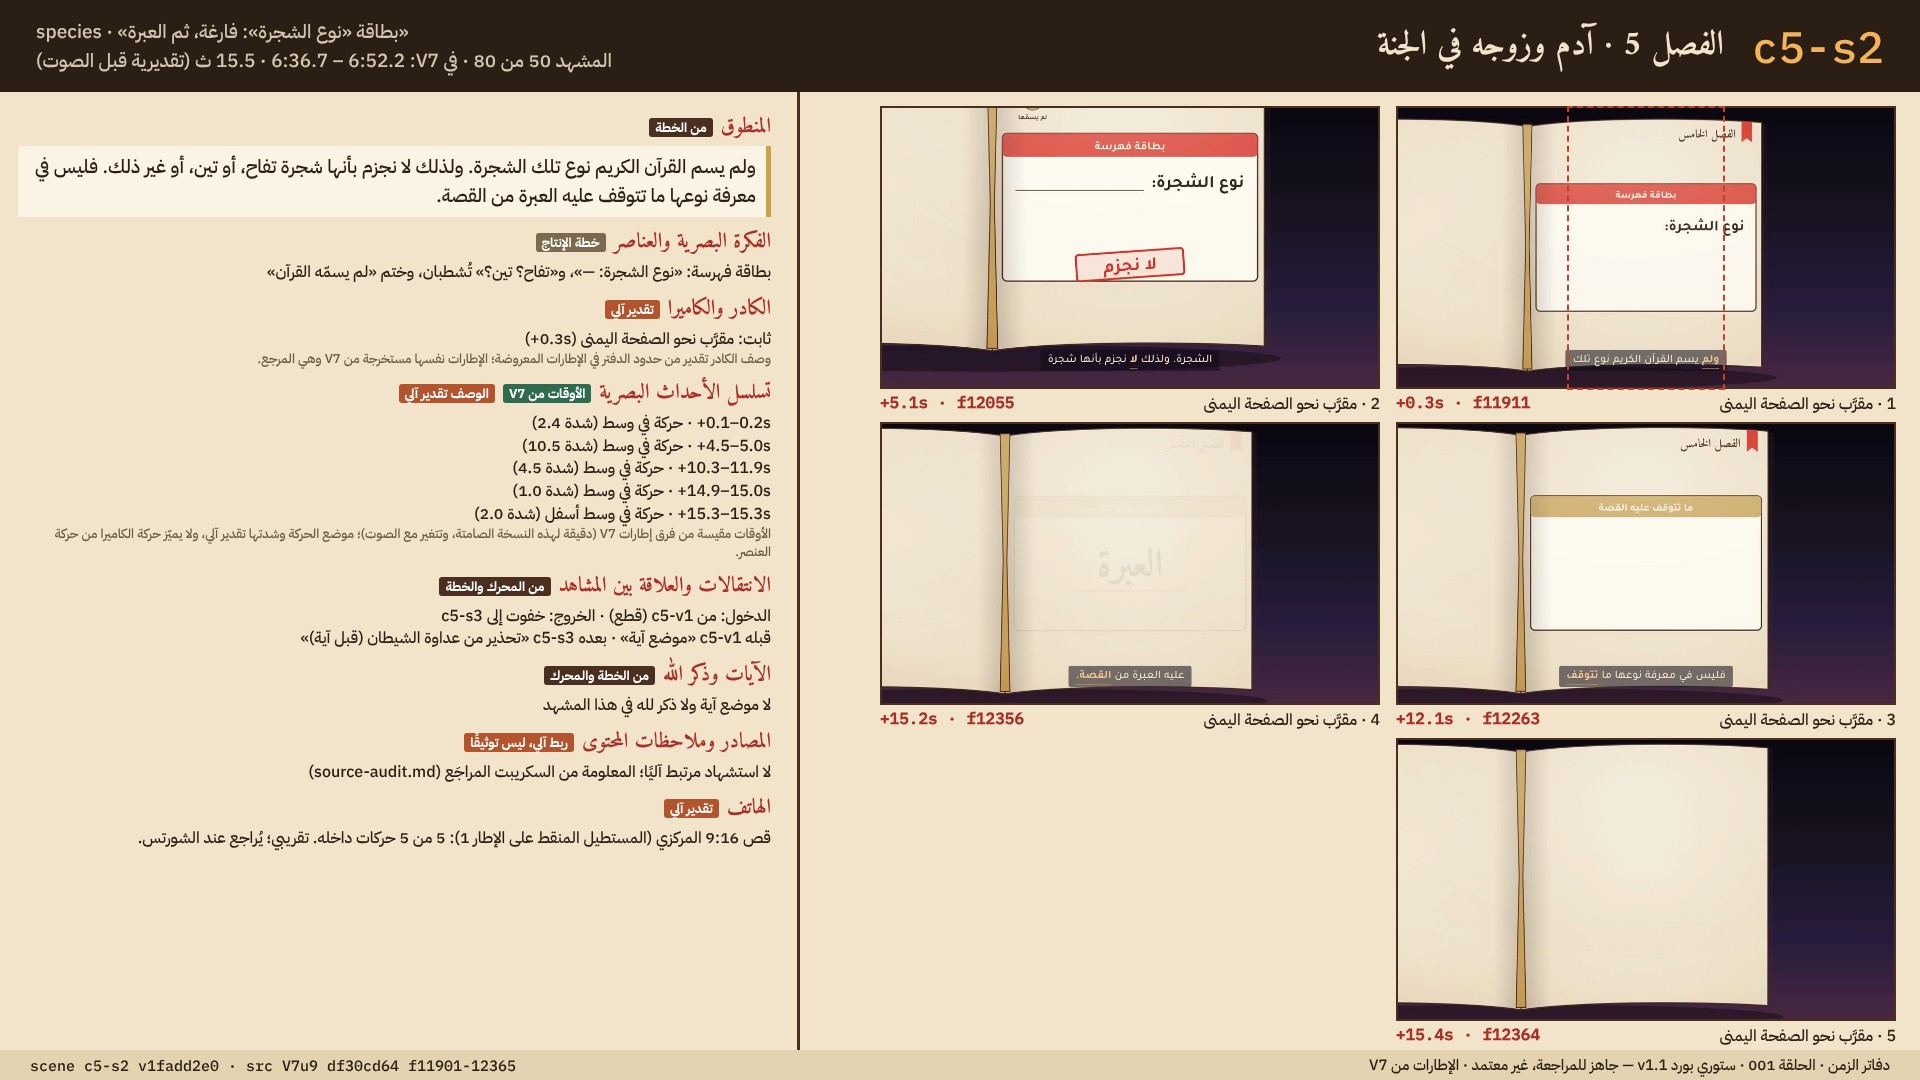 c5-s2 الفصل 5 · آدم وزوجه في الجنة
«بطاقة «نوع الشجرة»: فارغة، ثم العبرة» · species
المشهد 50 من 80 · في V7: 6:36.7 – 6:52.2 · 15.5 ث (تقديرية قبل الصوت)
الفصل الخامس
بطاقة فهرسة
نوع الشجرة:
ولم يسم القرآن الكريم نوع تلك
1 · مقرَّب نحو الصفحة اليمنى
+0.3s · f11911
لم يسمّها
بطاقة فهرسة
نوع الشجرة:
لا نجزم
الشجرة. ولذلك لا نجزم بأنها شجرة
2 · مقرَّب نحو الصفحة اليمنى
+5.1s · f12055
الفصل الخامس
ما تتوقف عليه القصة
فليس في معرفة نوعها ما تتوقف
3 · مقرَّب نحو الصفحة اليمنى
+12.1s · f12263
الفصل الخامس
العبرة
عليه العبرة من القصة.
4 · مقرَّب نحو الصفحة اليمنى
+15.2s · f12356
5 · مقرَّب نحو الصفحة اليمنى
+15.4s · f12364
المنطوق من الخطة
ولم يسم القرآن الكريم نوع تلك الشجرة. ولذلك لا نجزم بأنها شجرة تفاح، أو تين، أو غير ذلك. فليس في
معرفة نوعها ما تتوقف عليه العبرة من القصة.
الفكرة البصرية والعناصر خطة الإنتاج
بطاقة فهرسة: «نوع الشجرة: —»، و«تفاح؟ تين؟» تُشطبان، وختم «لم يسمّه القرآن»
الكادر والكاميرا تقدير آلي
ثابت: مقرَّب نحو الصفحة اليمنى (+0.3s)
وصف الكادر تقدير من حدود الدفتر في الإطارات المعروضة؛ الإطارات نفسها مستخرجة من V7 وهي المرجع.
تسلسل الأحداث البصرية الأوقات من V7 الوصف تقدير آلي
+0.1–0.2s · حركة في وسط (شدة 2.4)
+4.5–5.0s · حركة في وسط (شدة 10.5)
+10.3–11.9s · حركة في وسط (شدة 4.5)
+14.9–15.0s · حركة في وسط (شدة 1.0)
+15.3–15.3s · حركة في وسط أسفل (شدة 2.0)
الأوقات مقيسة من فرق إطارات V7 (دقيقة لهذه النسخة الصامتة، وتتغير مع الصوت)؛ موضع الحركة وشدتها تقدير آلي، ولا يميّز حركة الكاميرا من حركة
العنصر.
الانتقالات والعلاقة بين المشاهد من المحرك والخطة
الدخول: من c5-v1 (قطع) · الخروج: خفوت إلى c5-s3
قبله c5-v1 «موضع آية» · بعده c5-s3 «تحذير من عداوة الشيطان (قبل آية)»
الآيات وذكر الله من الخطة والمحرك
لا موضع آية ولا ذكر لله في هذا المشهد
المصادر وملاحظات المحتوى ربط آلي، ليس توثيقًا
لا استشهاد مرتبط آليًا؛ المعلومة من السكريبت المراجَع (source-audit.md)
الهاتف تقدير آلي
قص 9:16 المركزي (المستطيل المنقط على الإطار 1): 5 من 5 حركات داخله. تقريبي؛ يُراجع عند الشورتس.
دفاتر الزمن · الحلقة 001 · ستوري بورد v1.1 — جاهز للمراجعة، غير معتمد · الإطارات من V7
scene c5-s2 v1fadd2e0 · src V7u9 df30cd64 f11901-12365